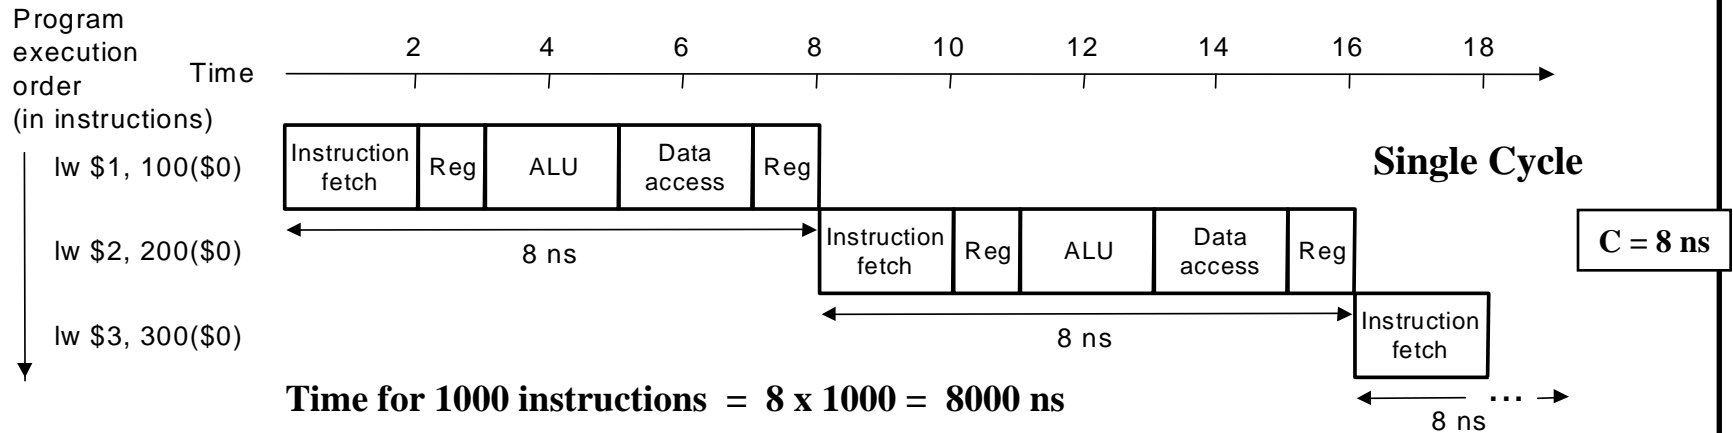 Program
execution
order
(in instructions)
Time
2 4 6 8 10 12 14 16 18
lw $1, 100($0)
Instruction
fetch
Reg
ALU
Data
access
Reg
Single Cycle
8 ns
lw $2, 200($0)
Instruction
fetch
Reg
ALU
Data
access
Reg
C = 8 ns
8 ns
lw $3, 300($0)
Instruction
fetch
Time for 1000 instructions = 8 x 1000 = 8000 ns
...
8 ns